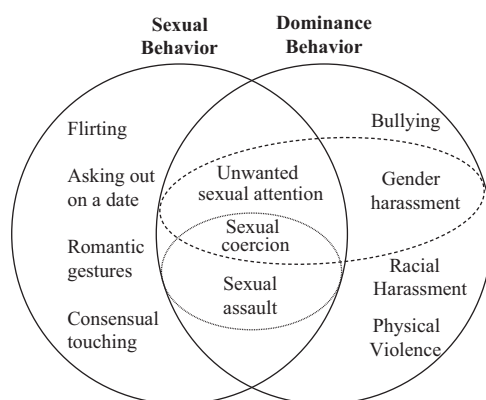 Sexual
Behavior
Dominance
Behavior
Flirting
Asking out
on a date
Romantic
gestures
Consensual
touching
Unwanted
sexual attention
Sexual
coercion
Sexual
assault
Bullying
Gender
harassment
Racial
Harassment
Physical
Violence